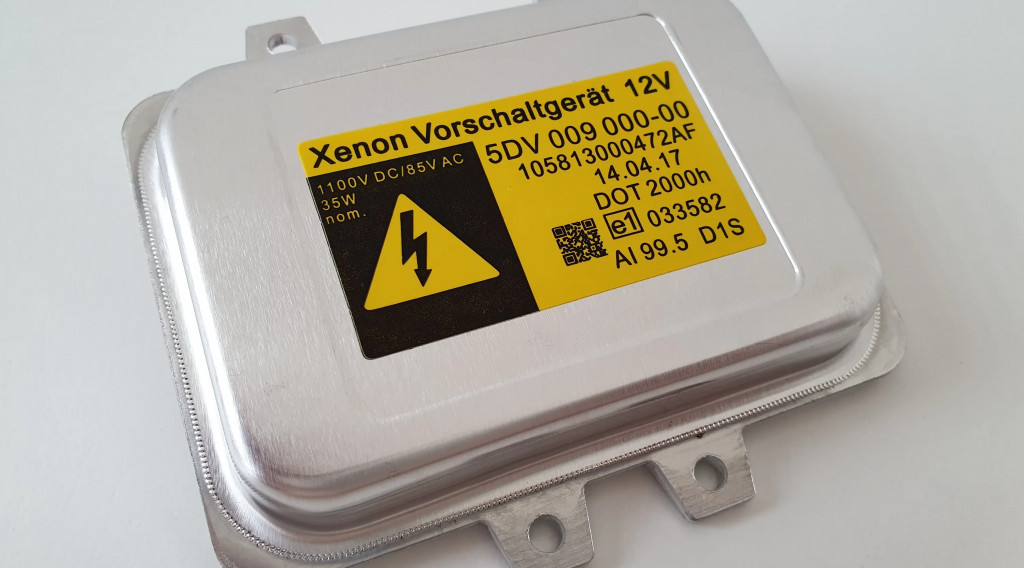 Xenon Vorschaltgerät 12V
1100V DC/85V AC
35W
nom.
5DV 009 000-00
105813000472AF
14.04.17
DOT 2000h
e1 033582
AI 99.5 D1S